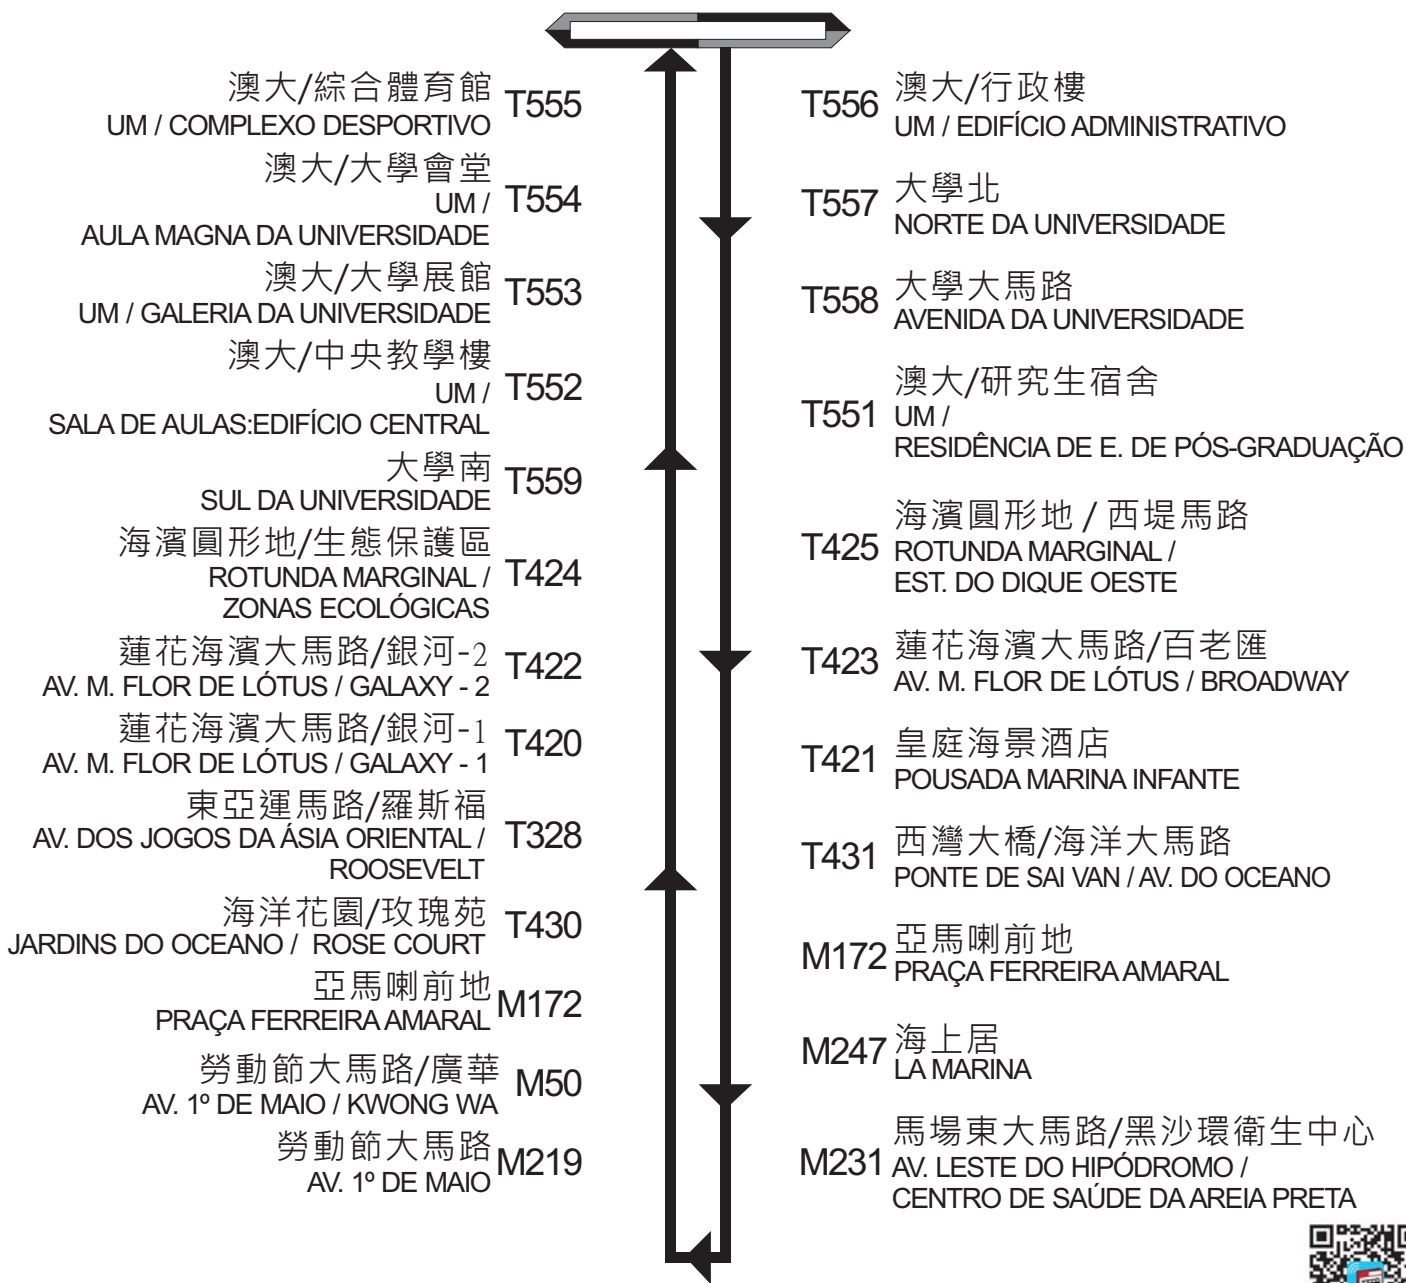 澳大/綜合體育館
UM / COMPLEXO DESPORTIVO
T555
澳大/大學會堂
UM /
AULA MAGNA DA UNIVERSIDADE
T554
澳大/大學展館
UM / GALERIA DA UNIVERSIDADE
T553
澳大/中央教學樓
UM /
SALA DE AULAS:EDIFÍCIO CENTRAL
T552
大學南
SUL DA UNIVERSIDADE
T559
海濱圓形地/生態保護區
ROTUNDA MARGINAL /
ZONAS ECOLÓGICAS
T424
蓮花海濱大馬路/銀河-2
AV. M. FLOR DE LÓTUS / GALAXY - 2
T422
蓮花海濱大馬路/銀河-1
AV. M. FLOR DE LÓTUS / GALAXY - 1
T420
東亞運馬路/羅斯福
AV. DOS JOGOS DA ÁSIA ORIENTAL /
ROOSEVELT
T328
海洋花園/玫瑰苑
JARDINS DO OCEANO / ROSE COURT
T430
亞馬喇前地
PRAÇA FERREIRA AMARAL
M172
勞動節大馬路/廣華
AV. 1º DE MAIO / KWONG WA
M50
勞動節大馬路
AV. 1º DE MAIO
M219
T556
澳大/行政樓
UM / EDIFÍCIO ADMINISTRATIVO
T557
大學北
NORTE DA UNIVERSIDADE
T558
大學大馬路
AVENIDA DA UNIVERSIDADE
T551
澳大/研究生宿舍
UM /
RESIDÊNCIA DE E. DE PÓS-GRADUAÇÃO
T425
海濱圓形地 / 西堤馬路
ROTUNDA MARGINAL /
EST. DO DIQUE OESTE
T423
蓮花海濱大馬路/百老匯
AV. M. FLOR DE LÓTUS / BROADWAY
T421
皇庭海景酒店
POUSADA MARINA INFANTE
T431
西灣大橋/海洋大馬路
PONTE DE SAI VAN / AV. DO OCEANO
M172
亞馬喇前地
PRAÇA FERREIRA AMARAL
M247
海上居
LA MARINA
M231
馬場東大馬路/黑沙環衛生中心
AV. LESTE DO HIPÓDROMO /
CENTRO DE SAÚDE DA AREIA PRETA